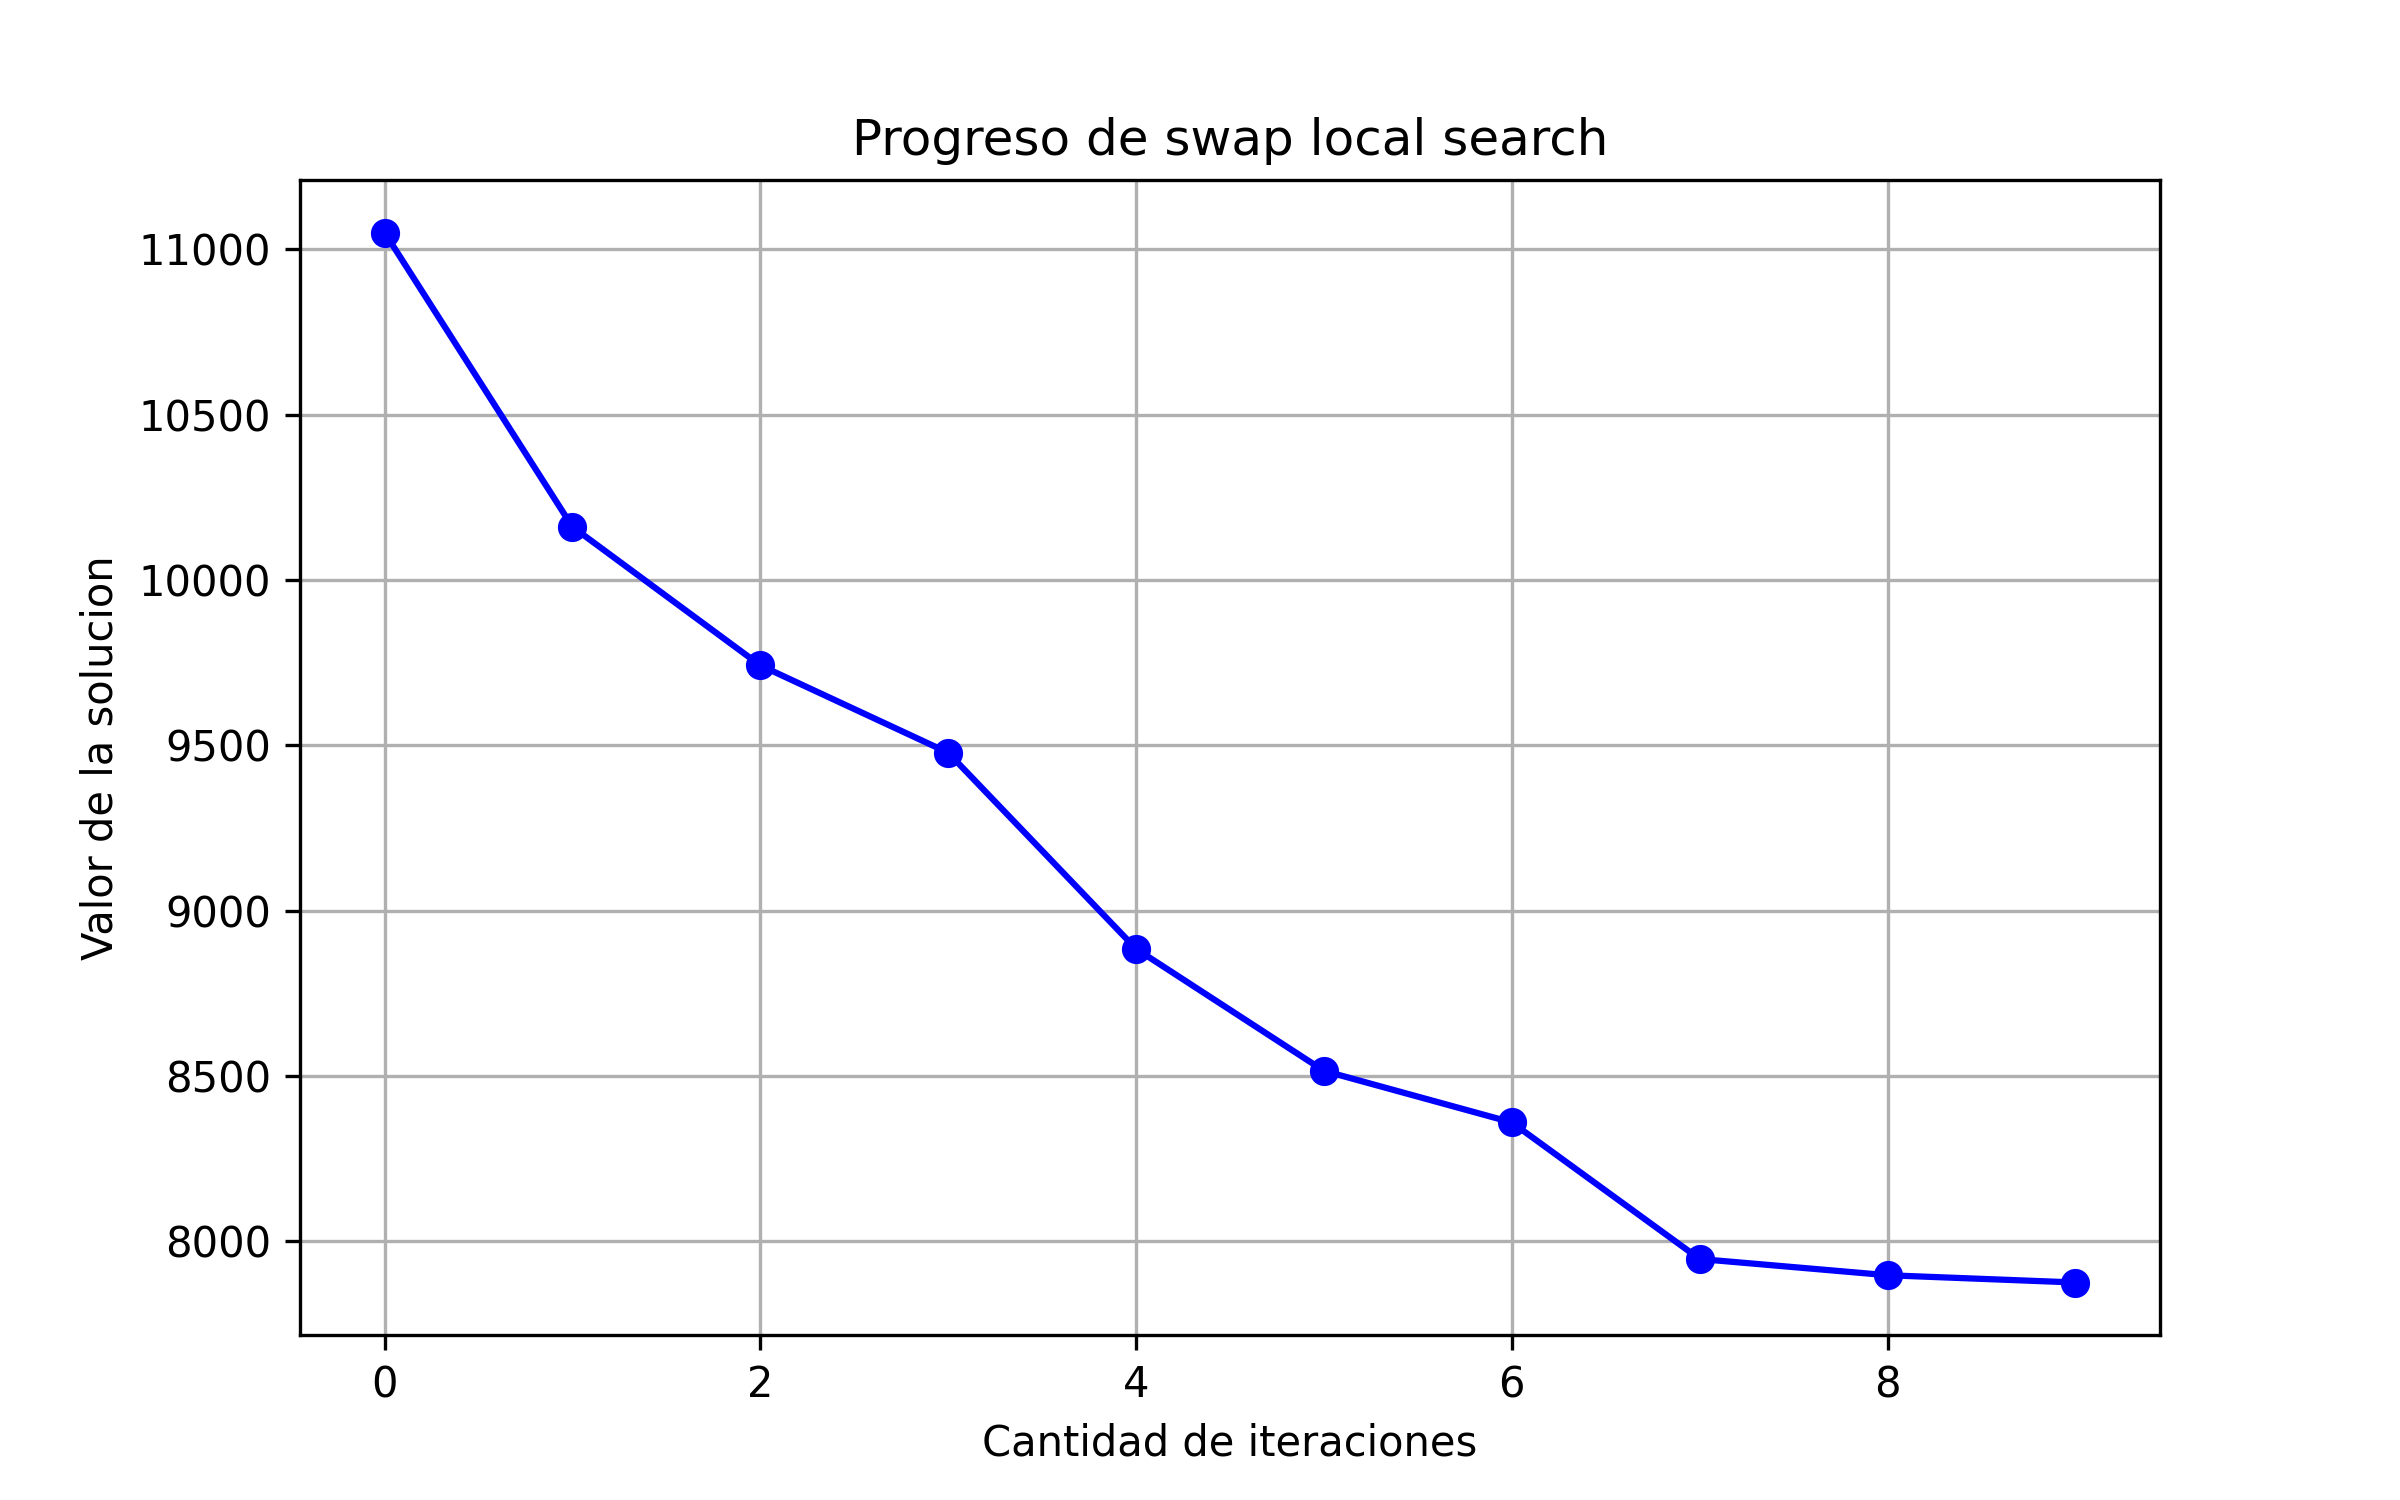 Progreso de swap local search
Valor de la solucion
11000
10500
10000
9500
9000
8500
8000
0 2 4 6 8
Cantidad de iteraciones